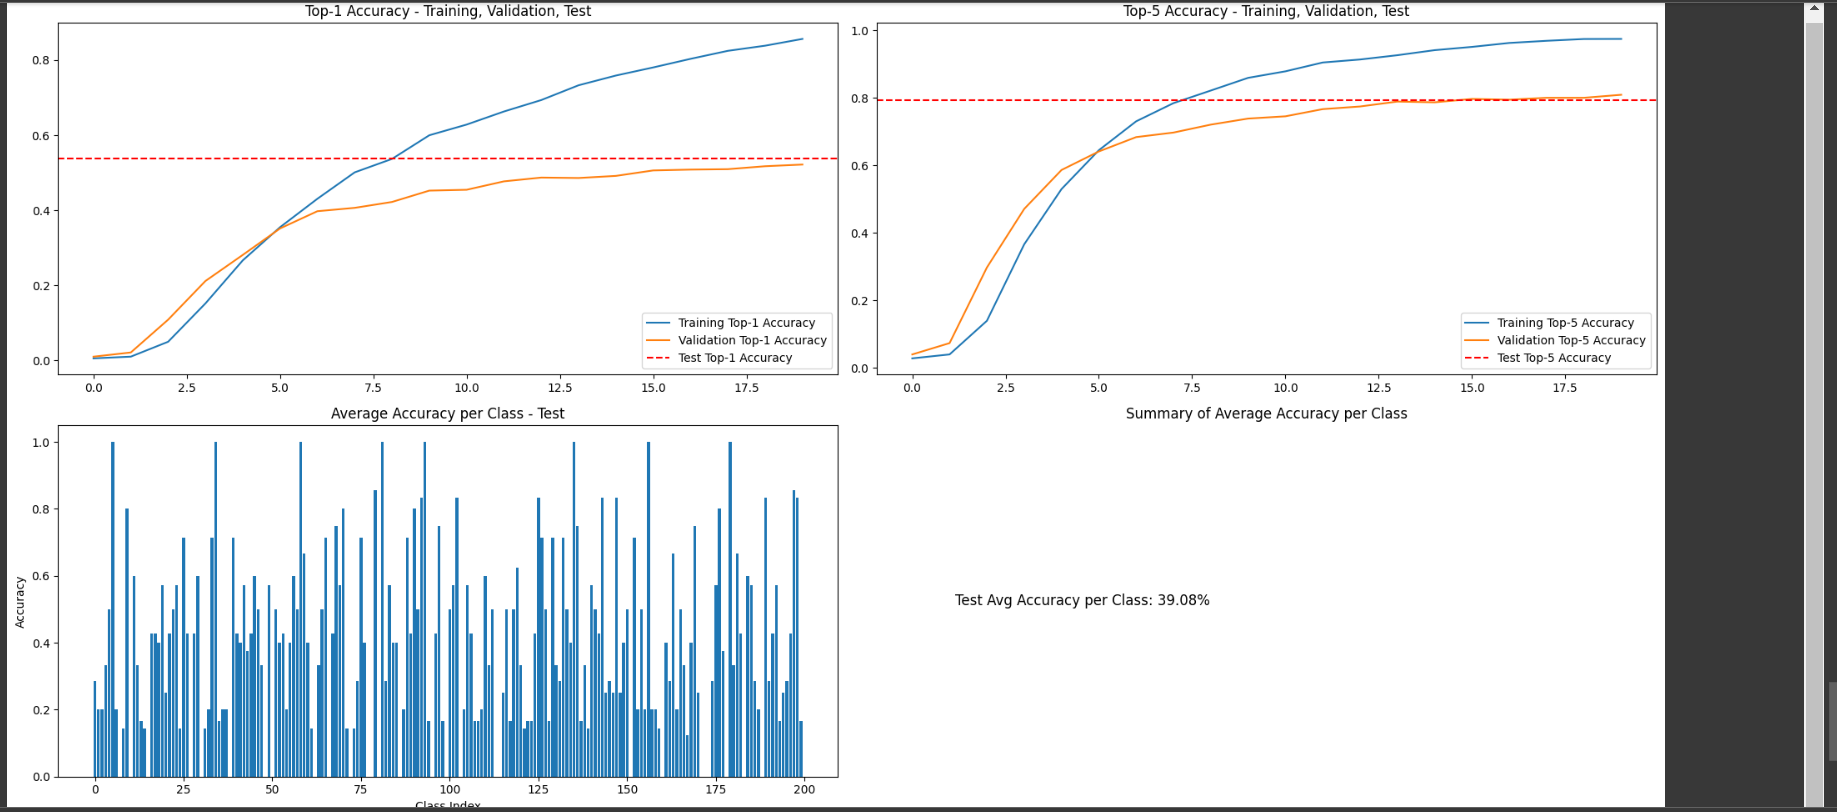 Top-1 Accuracy - Training, Validation, Test
0.8
0.6
0.4
0.2
0.0
Training Top-1 Accuracy
Validation Top-1 Accuracy
Test Top-1 Accuracy
0.0 2.5 5.0 7.5 10.0 12.5 15.0 17.5
Top-5 Accuracy - Training, Validation, Test
1.0
0.8
0.6
0.4
0.2
0.0
Training Top-5 Accuracy
Validation Top-5 Accuracy
Test Top-5 Accuracy
0.0 2.5 5.0 7.5 10.0 12.5 15.0 17.5
Average Accuracy per Class - Test
Accuracy
1.0
0.8
0.6
0.4
0.2
0.0
0 25 50 75 100 125 150 175 200
Class Index
Summary of Average Accuracy per Class
Test Avg Accuracy per Class: 39.08%